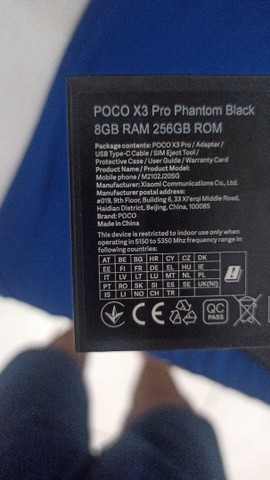 POCO X3 Pro Phantom Black
8GB RAM 256GB ROM
Package contents: POCO X3 Pro / Adapter /
USB Type-C Cable / SIM Eject Tool /
Protective Case / User Guide / Warranty Card
Product Name / Product Model:
Mobile phone / M2102J20SG
Manufacturer: Xiaomi Communications Co., Ltd.
Manufacturer postal address:
#019, 9th Floor, Building 6, 33 Xi'erqi Middle Road,
Haidian District, Beijing, China, 100085
Brand: POCO
Made in China
This device is restricted to indoor use only when
operating in 5150 to 5350 Mhz frequency range in
following countries:
AT BE BG HR CY CZ DK
EE FI FR DE EL HU IE
IT LV LT LU MT NL PL
PT RO SK SI ES SE UK(NI)
IS LI NO CH TR
CE
QC
PASS